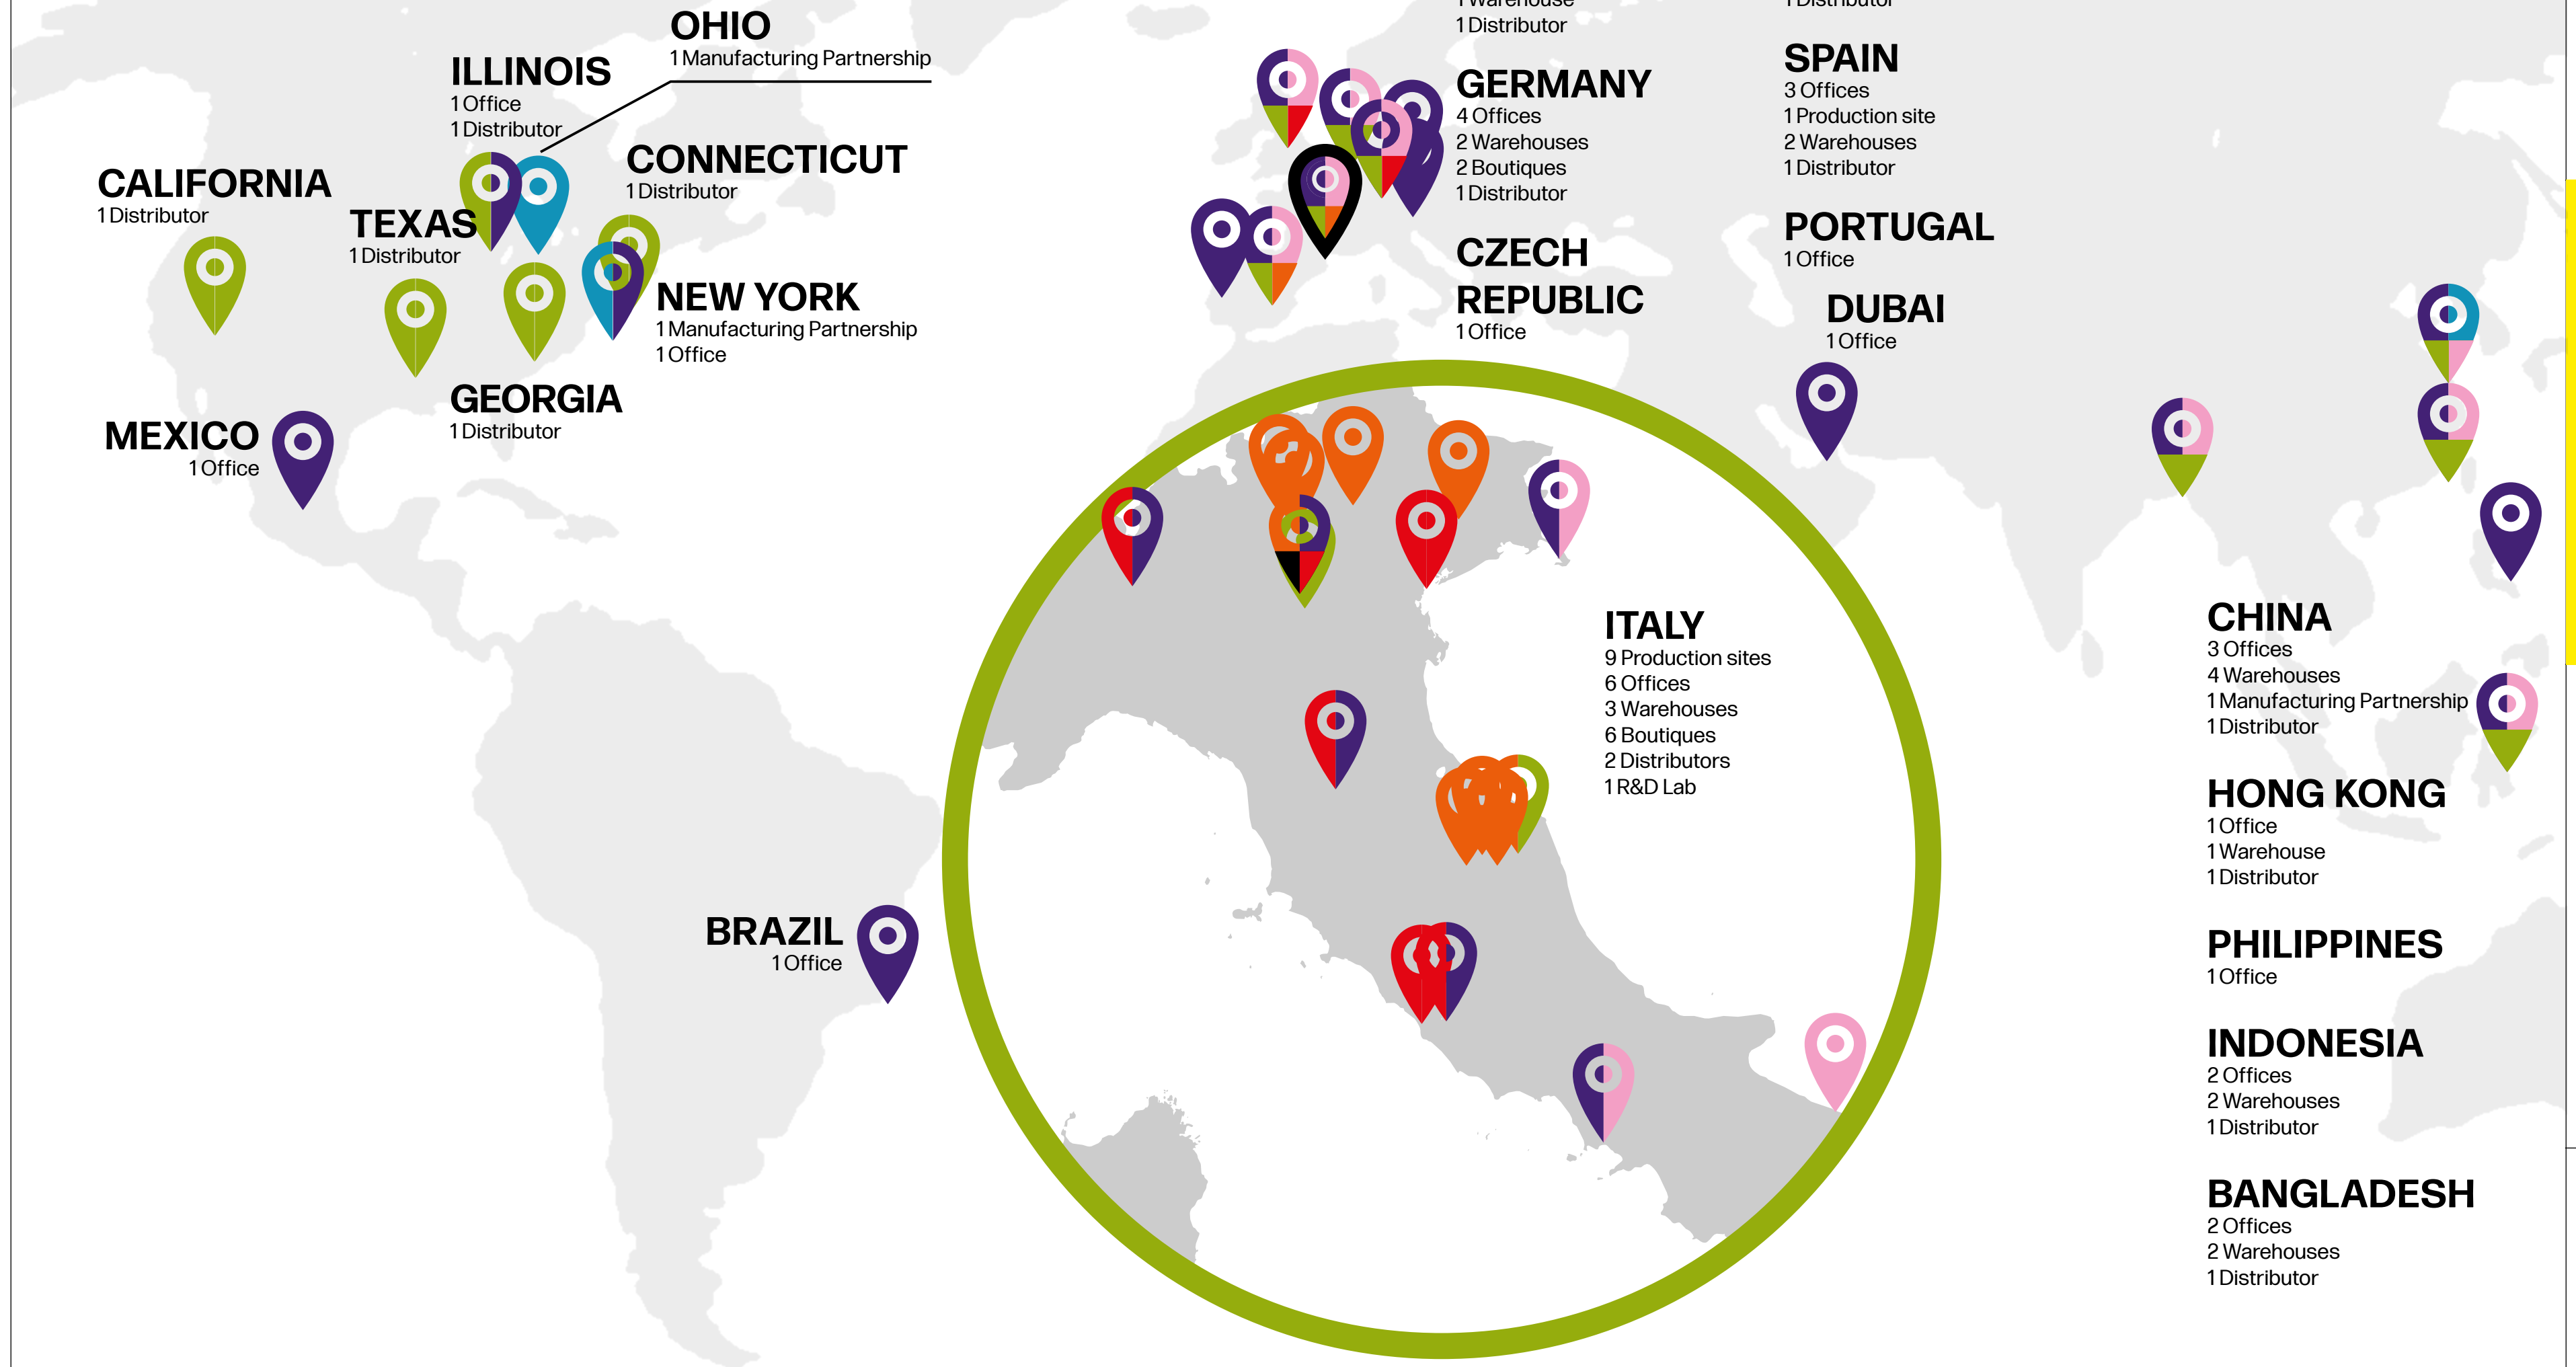 OHIO
1 Manufacturing Partnership
ILLINOIS
1 Office
1 Distributor
CONNECTICUT
1 Distributor
CALIFORNIA
1 Distributor
TEXAS
1 Distributor
NEW YORK
1 Manufacturing Partnership
1 Office
GEORGIA
1 Distributor
MEXICO
1 Office
BRAZIL
1 Office
1 Warehouse
1 Distributor
GERMANY
4 Offices
2 Warehouses
2 Boutiques
1 Distributor
CZECH
REPUBLIC
1 Office
1 Distributor
SPAIN
3 Offices
1 Production site
2 Warehouses
1 Distributor
PORTUGAL
1 Office
DUBAI
1 Office
ITALY
9 Production sites
6 Offices
3 Warehouses
6 Boutiques
2 Distributors
1 R&D Lab
CHINA
3 Offices
4 Warehouses
1 Manufacturing Partnership
1 Distributor
HONG KONG
1 Office
1 Warehouse
1 Distributor
PHILIPPINES
1 Office
INDONESIA
2 Offices
2 Warehouses
1 Distributor
BANGLADESH
2 Offices
2 Warehouses
1 Distributor